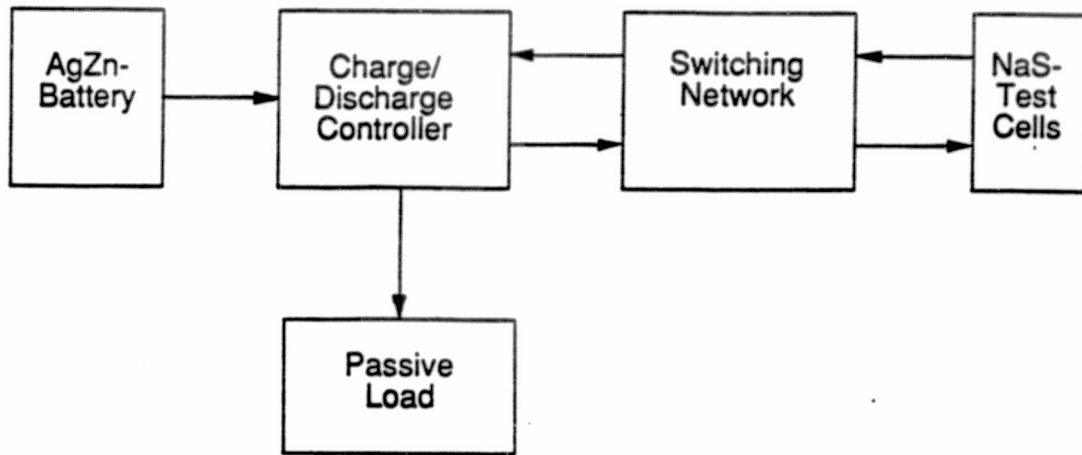 AgZn-
Battery
Charge/
Discharge
Controller
Switching
Network
NaS-
Test
Cells
Passive
Load